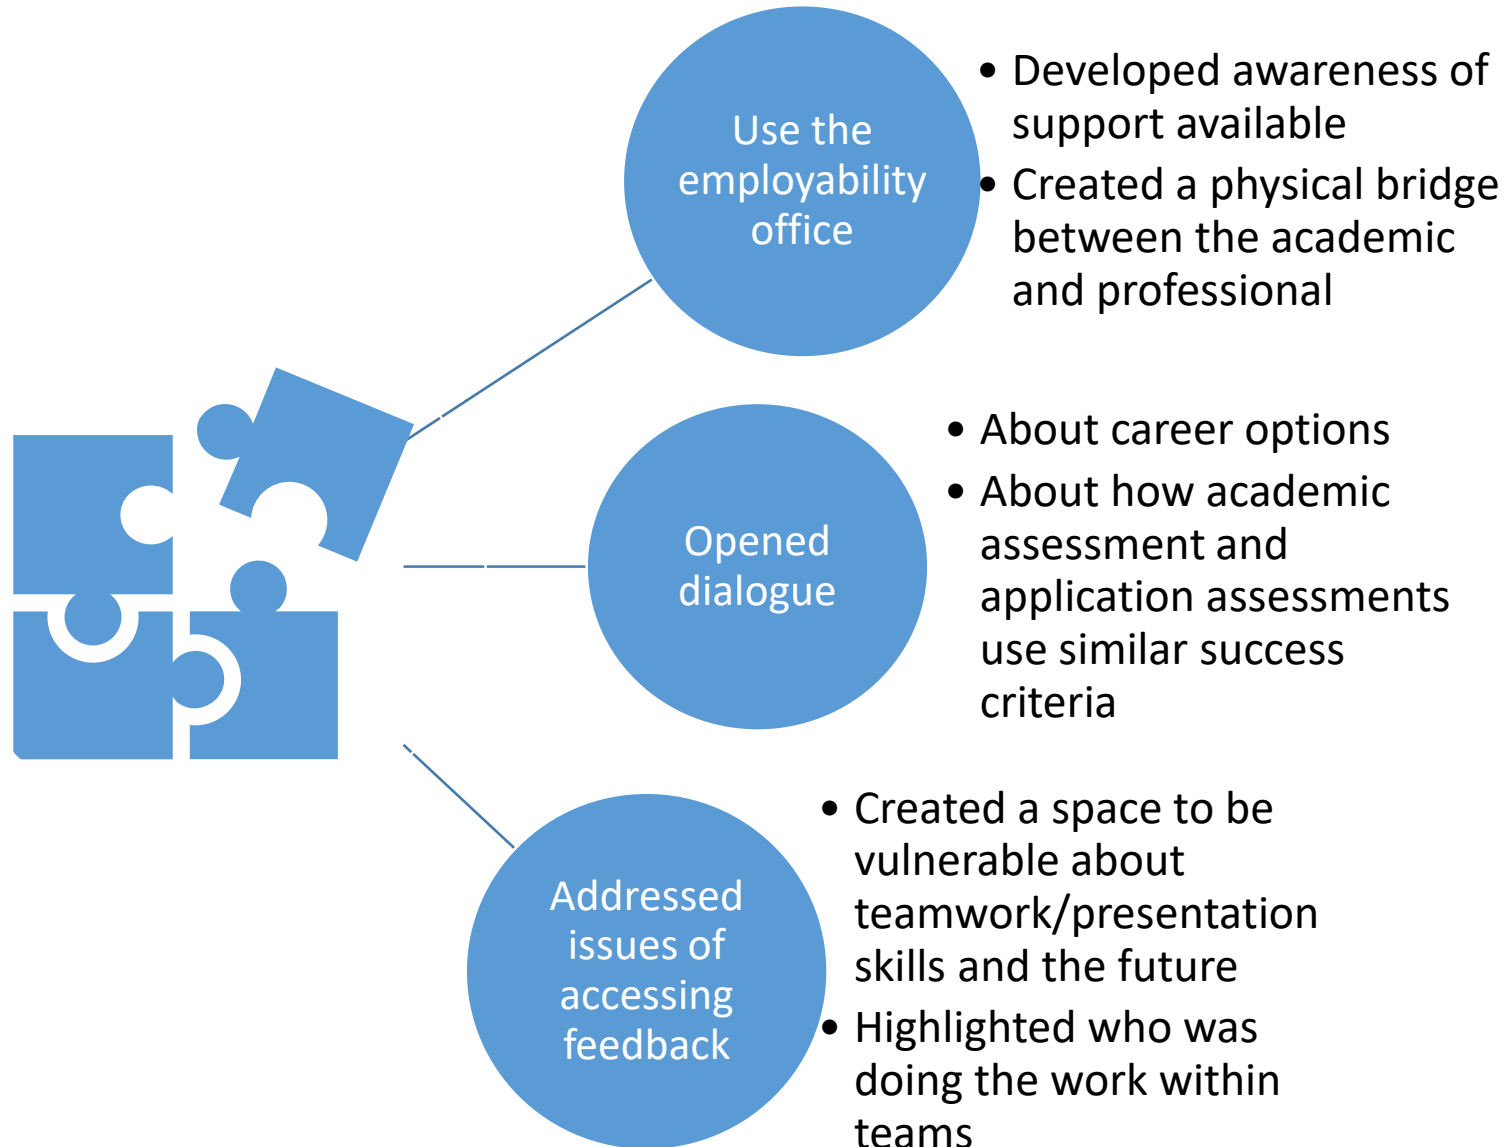 Use the
employability
office
• Developed awareness of
support available
• Created a physical bridge
between the academic
and professional
Opened
dialogue
• About career options
• About how academic
assessment and
application assessments
use similar success
criteria
Addressed
issues of
accessing
feedback
• Created a space to be
vulnerable about
teamwork/presentation
skills and the future
• Highlighted who was
doing the work within
teams